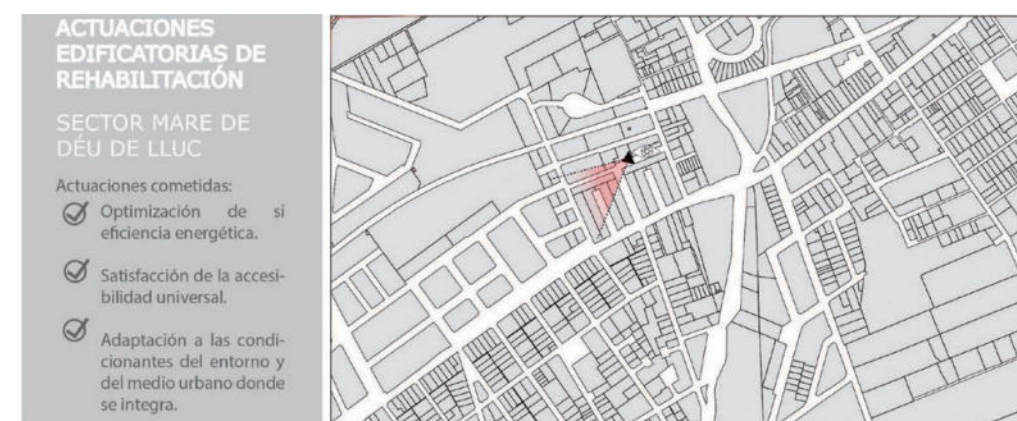 ACTUACIONES
EDIFICATORIAS DE
REHABILITACIÓN
SECTOR MARE DE
DÉU DE LLUC
Actuaciones cometidas:
Optimización de si
eficiencia energética.
Satisfacción de la accesi-
bilidad universal.
Adaptación a las condi-
cionantes del entorno y
del medio urbano donde
se integra.